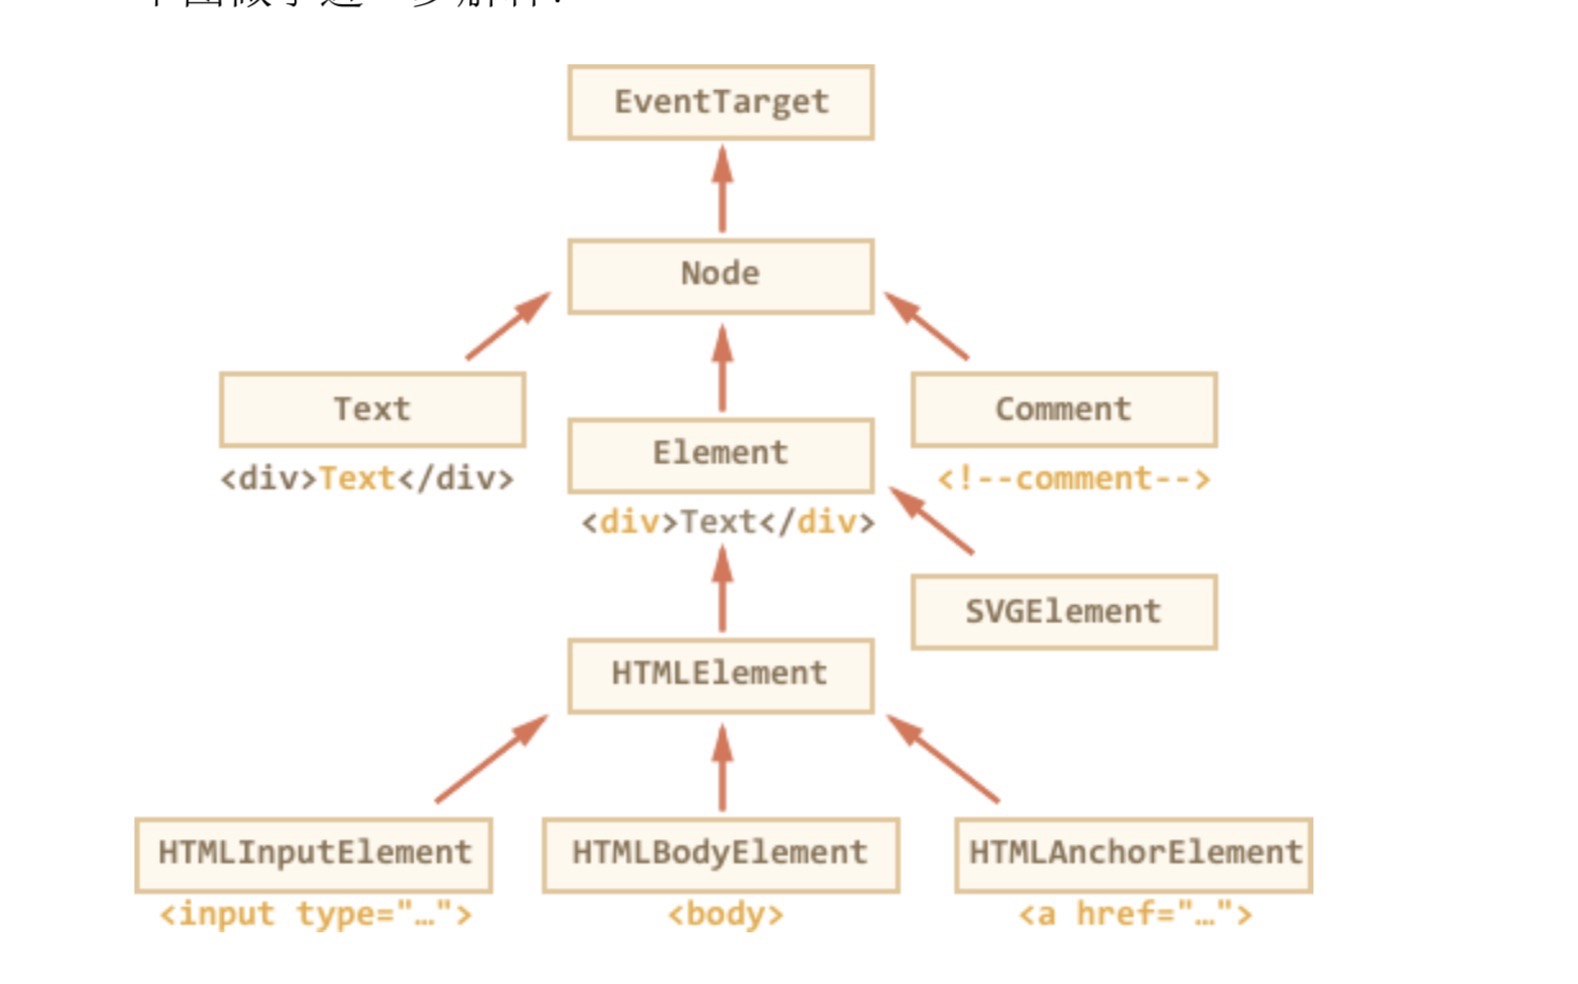 EventTarget
Node
Text
Comment
Element
<div>Text</div>
<!--comment-->
<div>Text</div>
SVGElement
HTMLElement
HTMLInputElement
HTMLBodyElement
HTMLAnchorElement
<input type="…">
<body>
<a href="…">